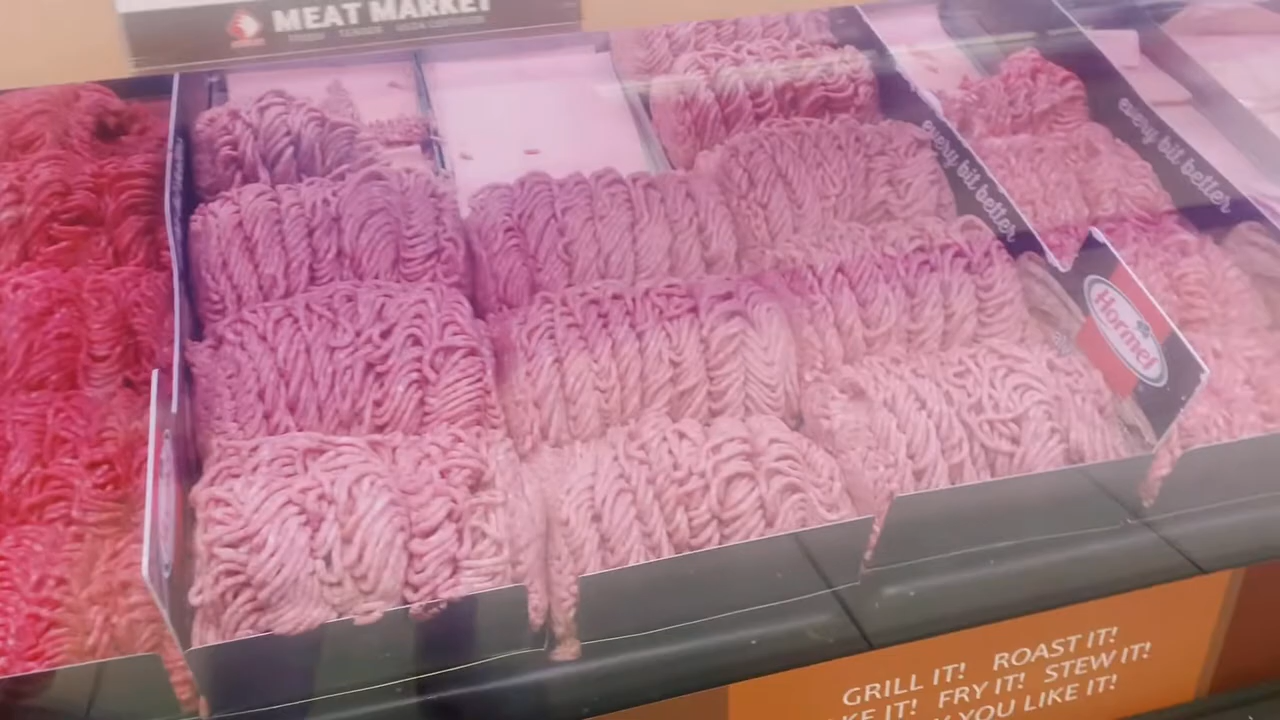 MEAT MARKET
every bit better
every bit better
Hormel
GRILL IT! ROAST IT!
IT! FRY IT! STEW IT!
YOU LIKE IT!